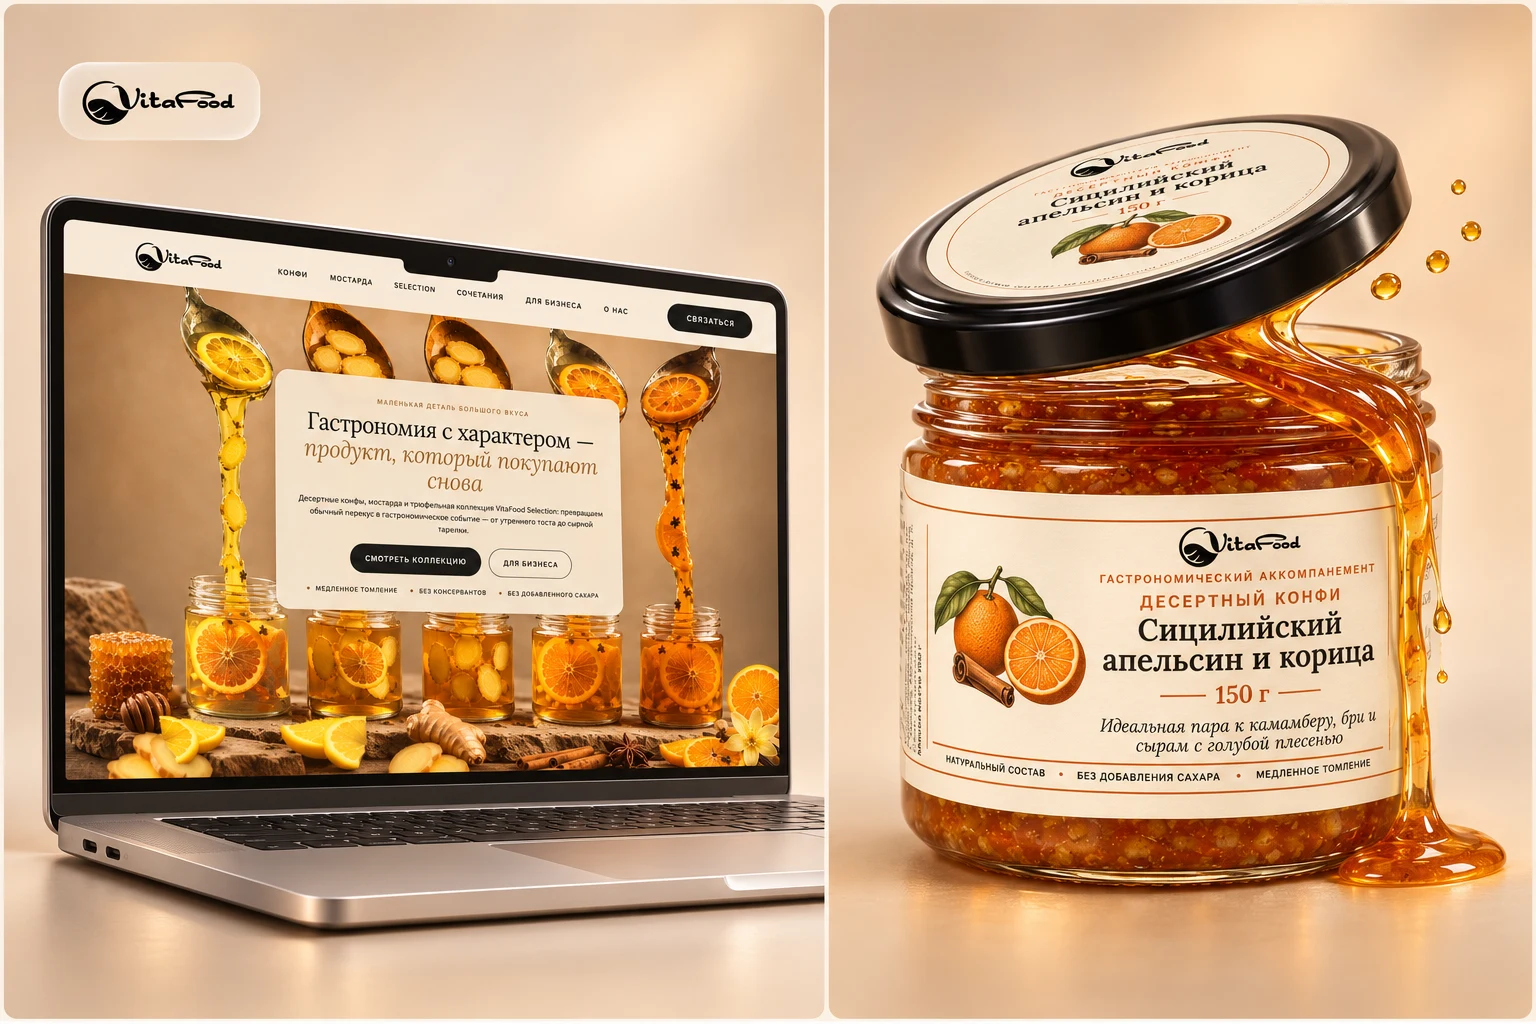 VitaFood
VitaFood
КОНФИ
МОСТАРДА
SELECTION
СОЧЕТАНИЯ
ДЛЯ БИЗНЕСА
О НАС
СВЯЗАТЬСЯ
МАЛЕНЬКАЯ ДЕТАЛЬ БОЛЬШОГО ВКУСА
Гастрономия с характером —
продукт, который покупают
снова
Десертные конфы, мостарда и трюфельная коллекция VitaFood Selection: превращаем
обычный перекус в гастрономическое событие — от утреннего тоста до сырной
тарелки.
СМОТРЕТЬ КОЛЛЕКЦИЮ
ДЛЯ БИЗНЕСА
• МЕДЛЕННОЕ ТОМЛЕНИЕ • БЕЗ КОНСЕРВАНТОВ • БЕЗ ДОБАВЛЕННОГО САХАРА
VitaFood
ДЕСЕРТНЫЙ КОНФИ
Сицилийский
апельсин и корица
150 г
VitaFood
ГАСТРОНОМИЧЕСКИЙ АККОМПАНЕМЕНТ
ДЕСЕРТНЫЙ КОНФИ
Сицилийский
апельсин и корица
150 г
Идеальная пара к камамберу, бри и
сырам с голубой плесенью
НАТУРАЛЬНЫЙ СОСТАВ • БЕЗ ДОБАВЛЕНИЯ САХАРА • МЕДЛЕННОЕ ТОМЛЕНИЕ